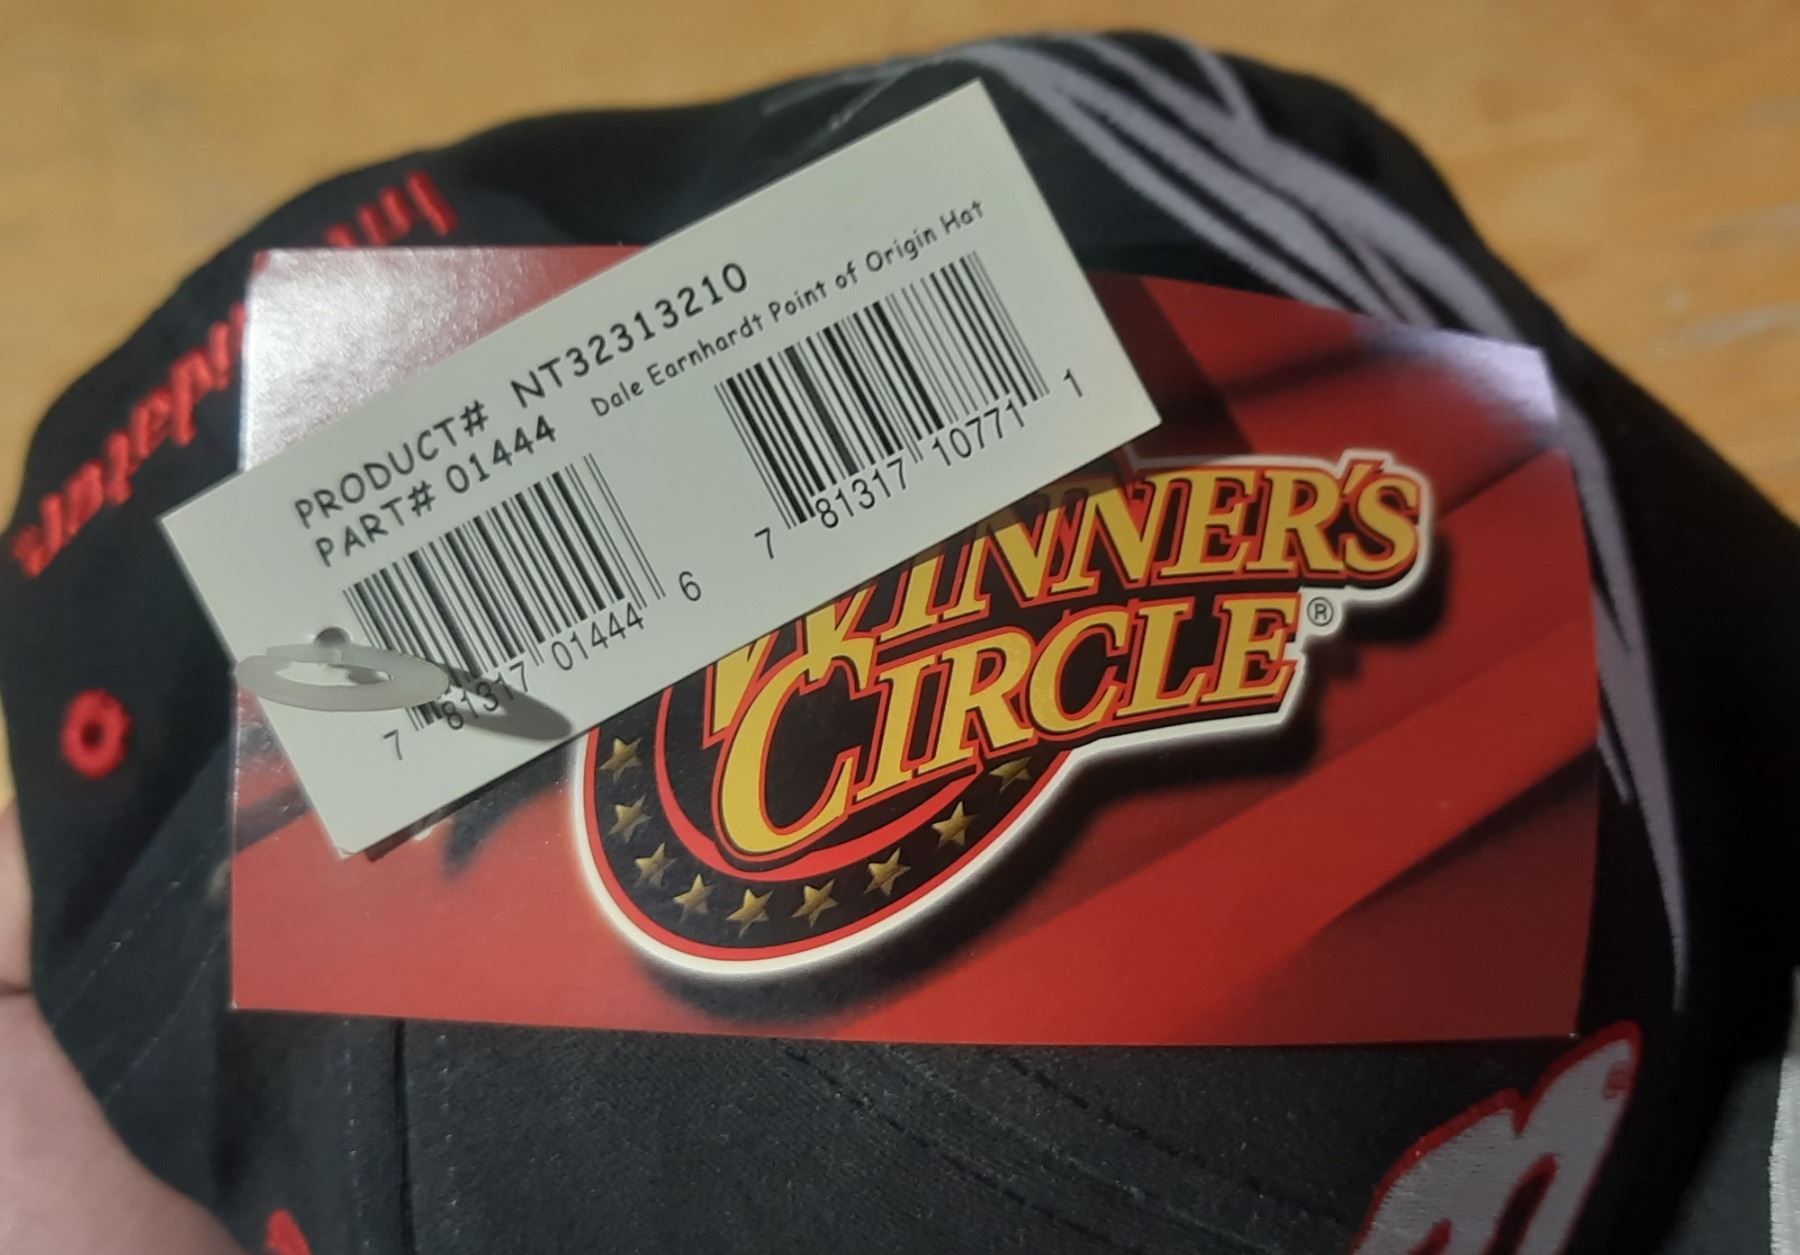 PRODUCT# NT32313210
PART# 01444
Dale Earnhardt Point of Origin Hat
7 81317 01444 6
7 81317 10771 1
WINNER'S
CIRCLE®
Intimidator